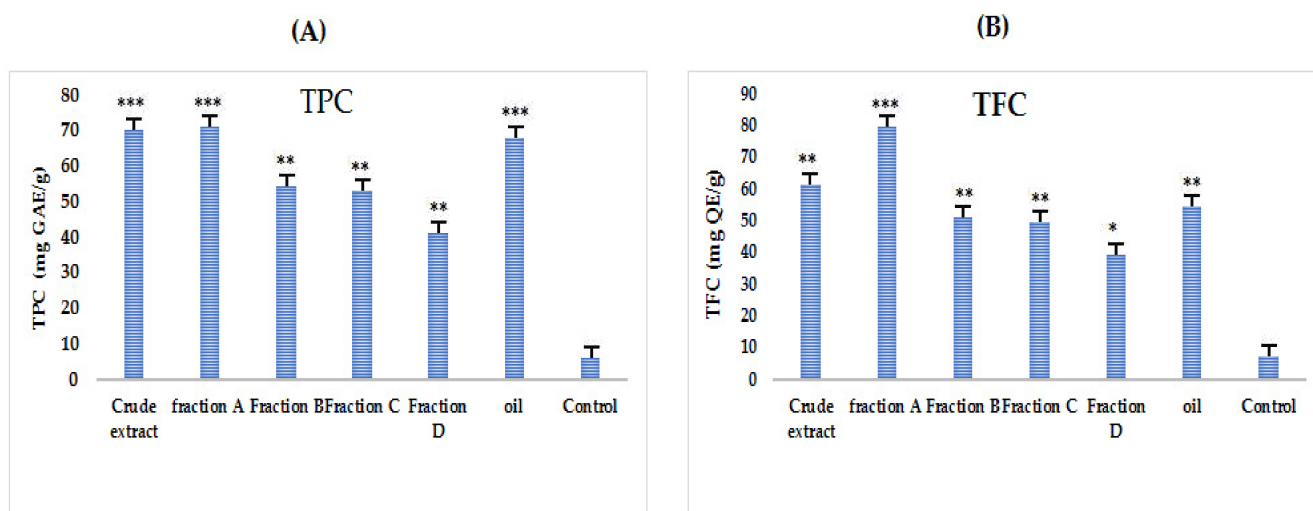 (A)
TPC
TPC (mg GAE/g)
80
70
60
50
40
30
20
10
0
*** *** ** ** ** ***
Crude extract
fraction A
Fraction B
Fraction C
Fraction D
oil
Control
(B)
TFC
TFC (mg QE/g)
90
80
70
60
50
40
30
20
10
0
** *** ** ** * **
Crude extract
fraction A
Fraction B
Fraction C
Fraction D
oil
Control